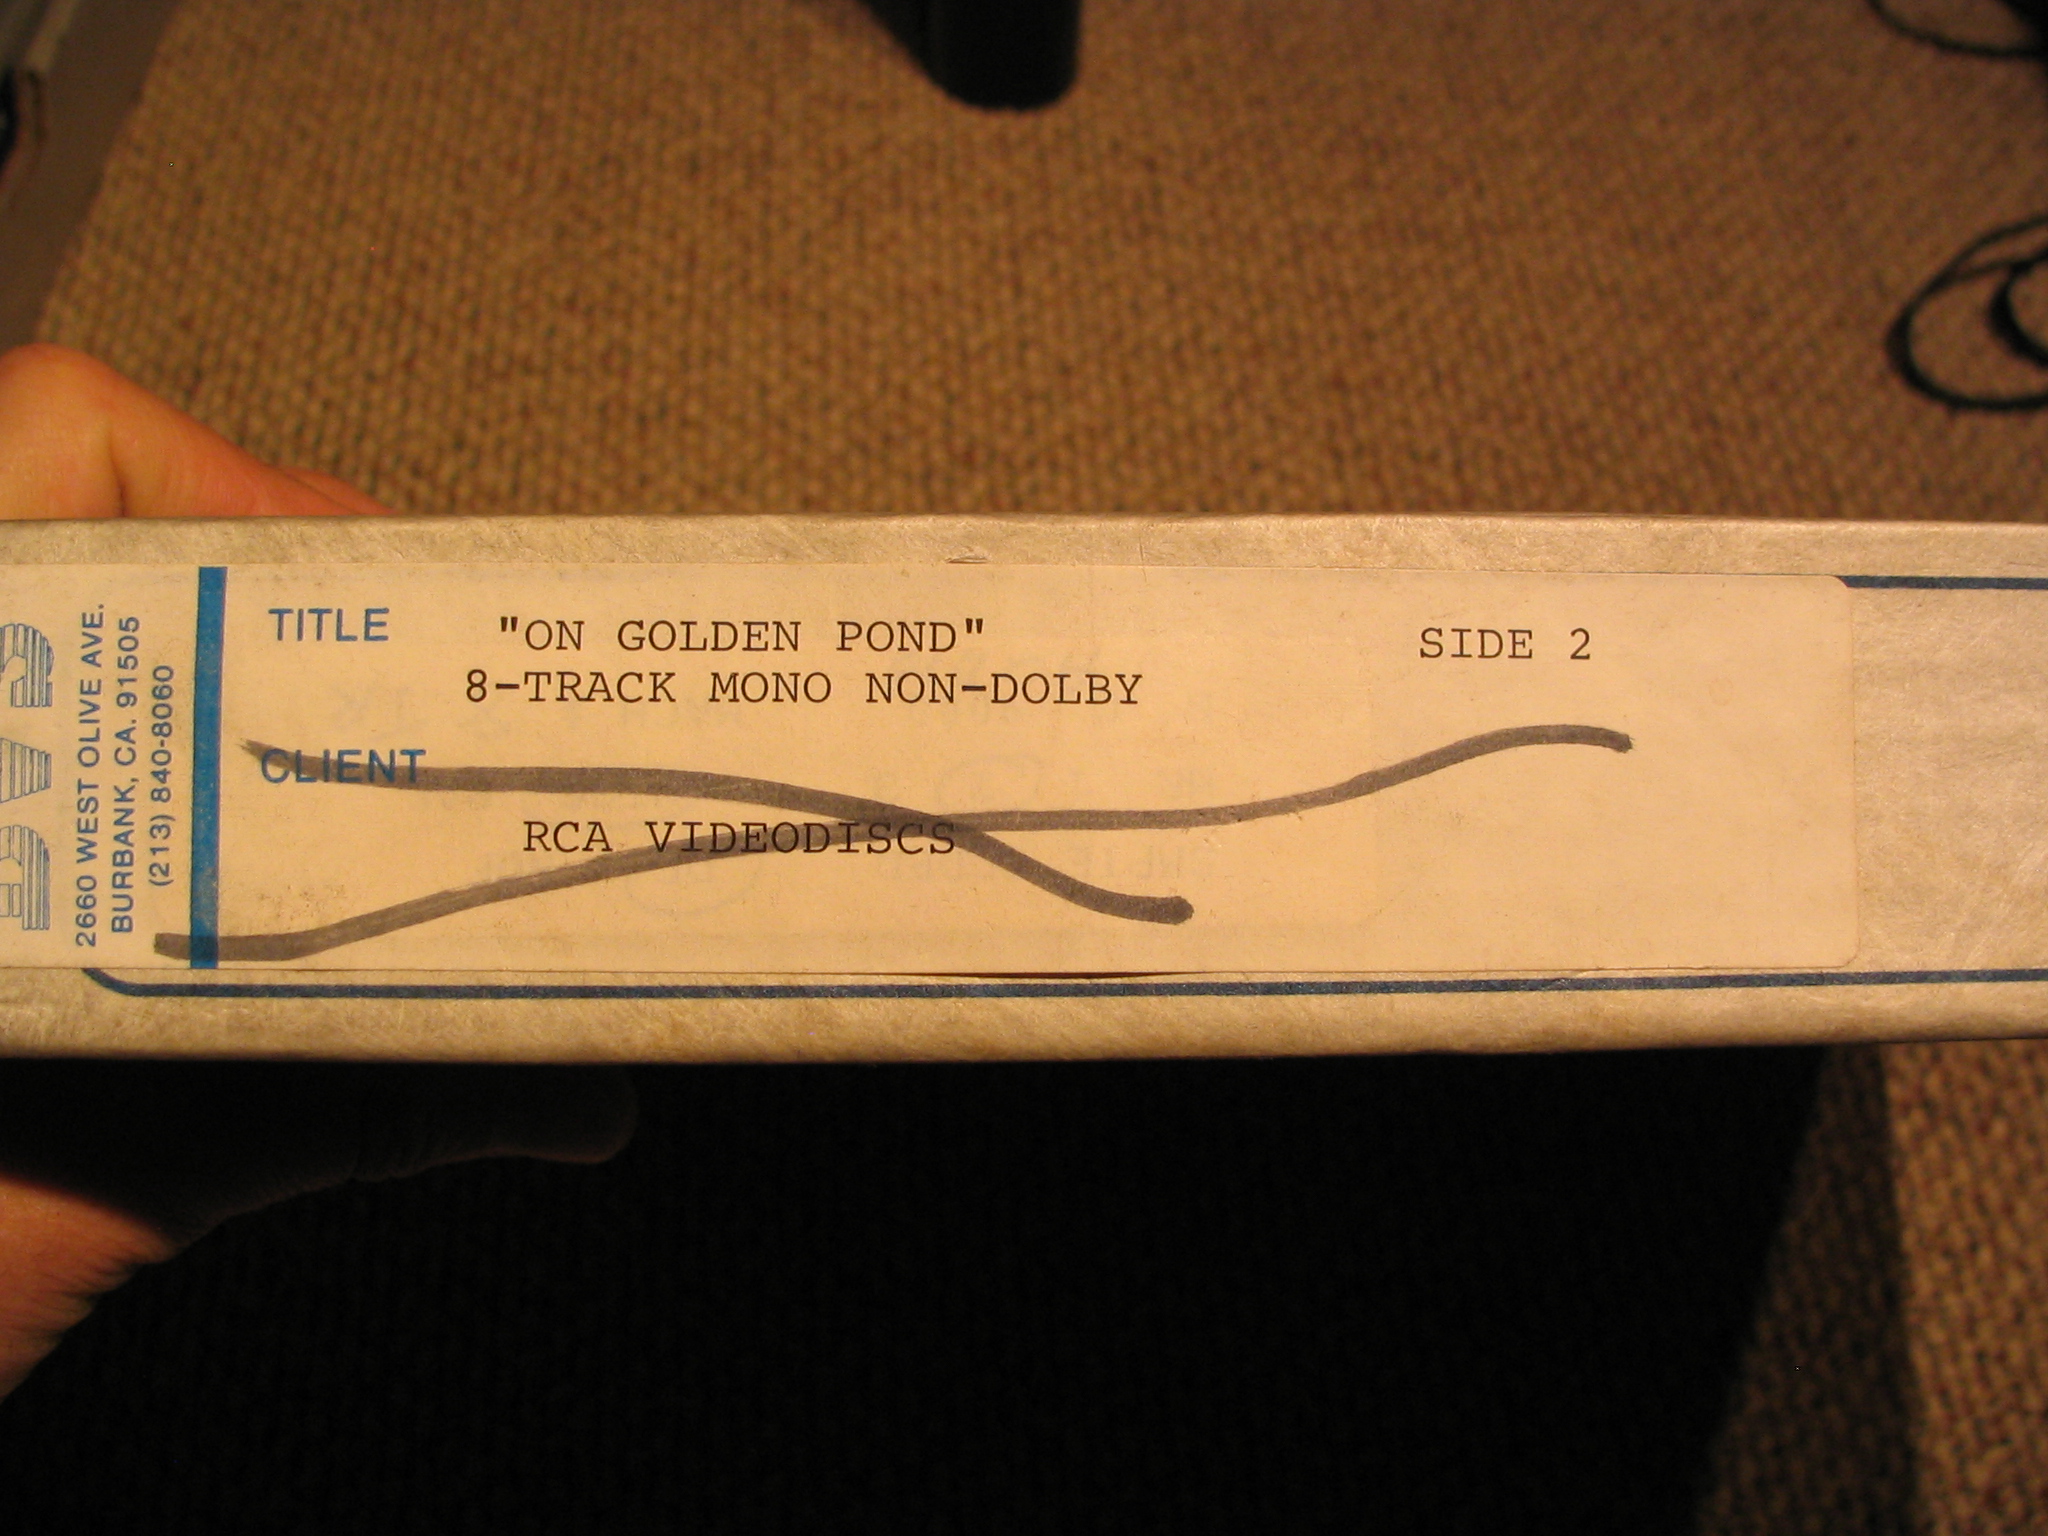 2660 WEST OLIVE AVE.
BURBANK, CA. 91505
(213) 840-8060
TITLE "ON GOLDEN POND" SIDE 2
8-TRACK MONO NON-DOLBY
CLIENT
RCA VIDEODISCS